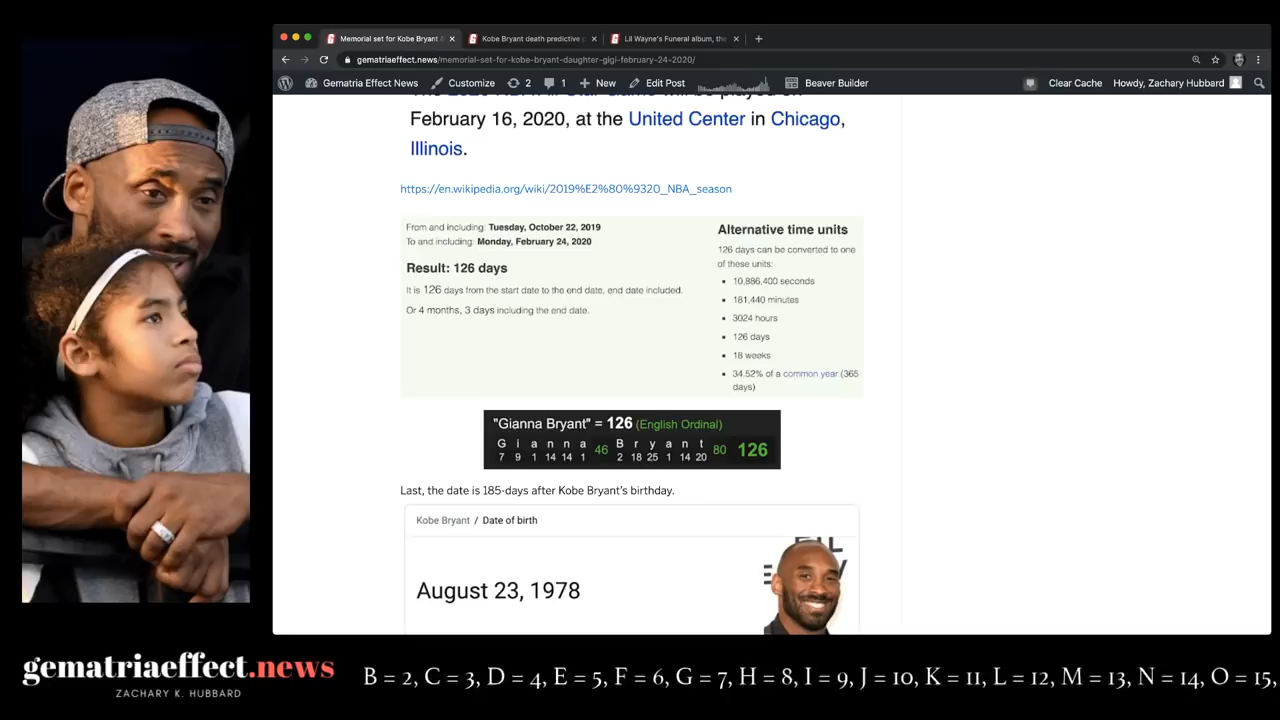 Memorial set for Kobe Bryant
Kobe Bryant death predictive p
Lil Wayne's Funeral album, the
gematriaeffect.news/memorial-set-for-kobe-bryant-daughter-gigi-february-24-2020/
Gematria Effect News
Customize
2
1
New
Edit Post
Beaver Builder
Clear Cache
Howdy, Zachary Hubbard
February 16, 2020, at the United Center in Chicago,
Illinois.
https://en.wikipedia.org/wiki/2019%E2%80%9320_NBA_season
From and including: Tuesday, October 22, 2019
To and including: Monday, February 24, 2020
Result: 126 days
It is 126 days from the start date to the end date, end date included.
Or 4 months, 3 days including the end date.
Alternative time units
126 days can be converted to one
of these units:
10,886,400 seconds
181,440 minutes
3024 hours
126 days
18 weeks
34.52% of a common year (365
days)
"Gianna Bryant" = 126 (English Ordinal)
G i a n n a 46 B r y a n t 80 126
7 9 1 14 14 1 2 18 25 1 14 20
Last, the date is 185-days after Kobe Bryant's birthday.
Kobe Bryant / Date of birth
August 23, 1978
gematriaeffect.news
ZACHARY K. HUBBARD
B = 2, C = 3, D = 4, E = 5, F = 6, G = 7, H = 8, I = 9, J = 10, K = 11, L = 12, M = 13, N = 14, O = 15,